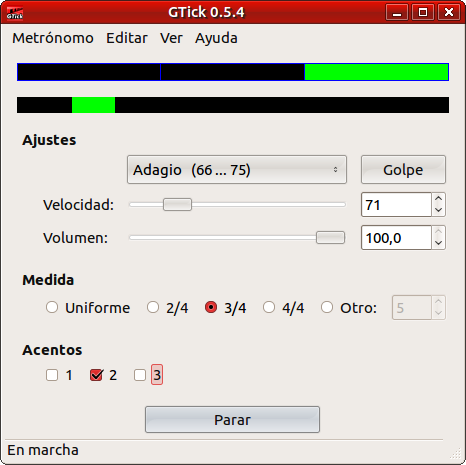 GTick 0.5.4
GTick
Metrónomo Editar Ver Ayuda
Ajustes
Adagio (66 ... 75) Golpe
Velocidad: 71
Volumen: 100,0
Medida
Uniforme 2/4 3/4 4/4 Otro: 5
Acentos
1 2 3
Parar
En marcha